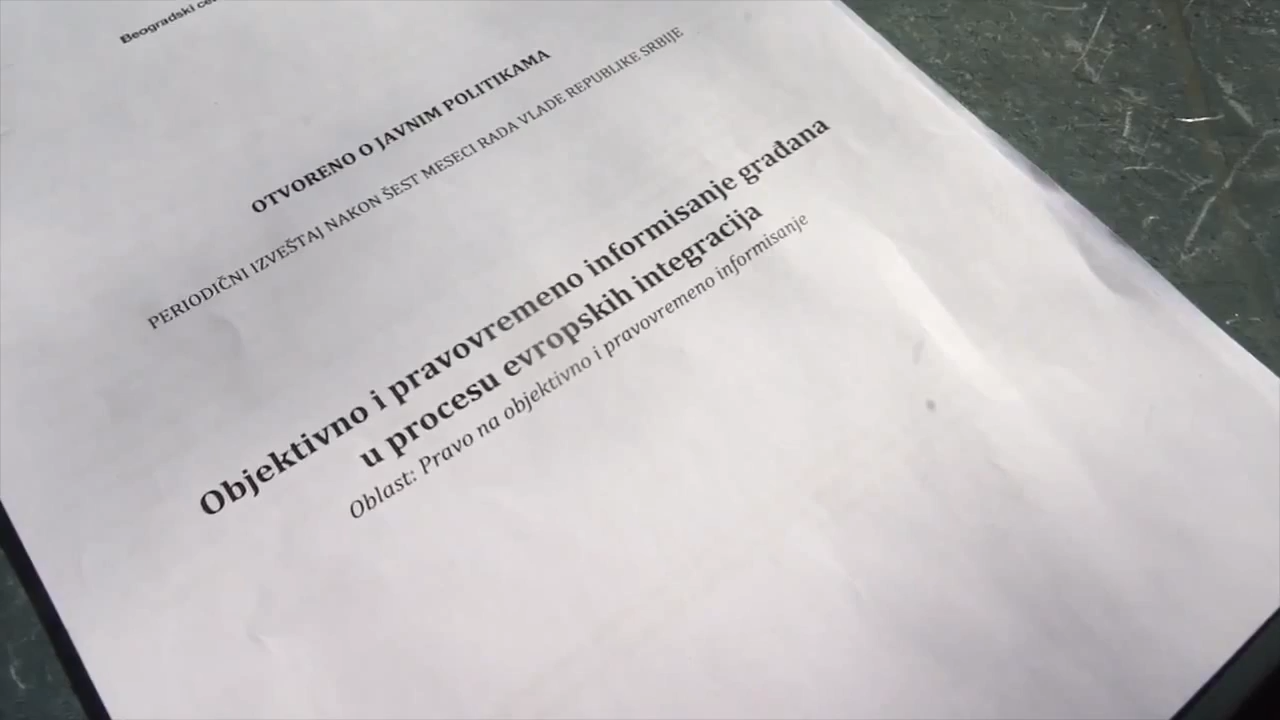 Beogradski
OTVORENO O JAVNIM POLITIKAMA
PERIODIČNI IZVEŠTAJ NAKON ŠEST MESECI RADA VLADE REPUBLIKE SRBIJE
Objektivno i pravovremeno informisanje građana
u procesu evropskih integracija
Oblast: Pravo na objektivno i pravovremeno informisanje